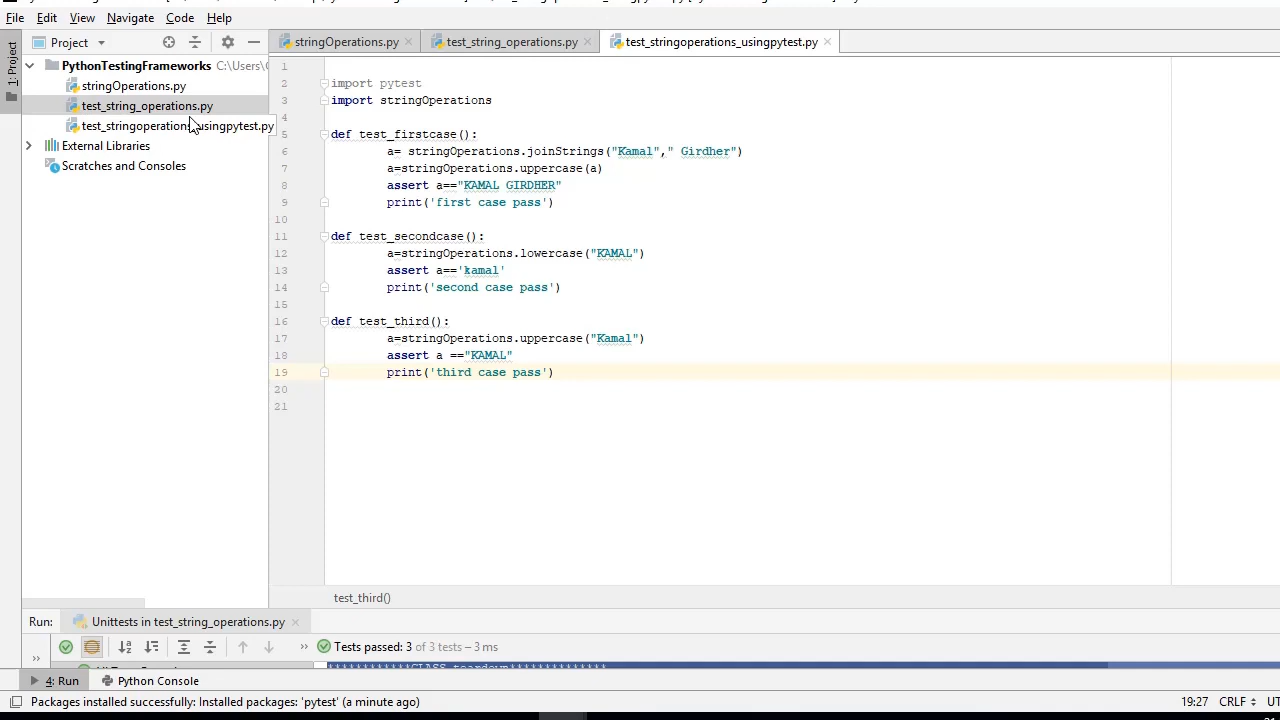 File Edit View Navigate Code Help
1: Project
Project
stringOperations.py test_string_operations.py test_stringoperations_usingpytest.py
PythonTestingFrameworks C:\Users\
stringOperations.py
test_string_operations.py
test_stringoperations_usingpytest.py
External Libraries
Scratches and Consoles
1
2 import pytest
3 import stringOperations
4
5 def test_firstcase():
6 a= stringOperations.joinStrings("Kamal"," Girdher")
7 a=stringOperations.uppercase(a)
8 assert a=="KAMAL GIRDHER"
9 print('first case pass')
10
11 def test_secondcase():
12 a=stringOperations.lowercase("KAMAL")
13 assert a=='kamal'
14 print('second case pass')
15
16 def test_third():
17 a=stringOperations.uppercase("Kamal")
18 assert a =="KAMAL"
19 print('third case pass')
20
21
test_third()
Run: Unittests in test_string_operations.py
Tests passed: 3 of 3 tests – 3 ms
4: Run Python Console
Packages installed successfully: Installed packages: 'pytest' (a minute ago) 19:27 CRLF UT